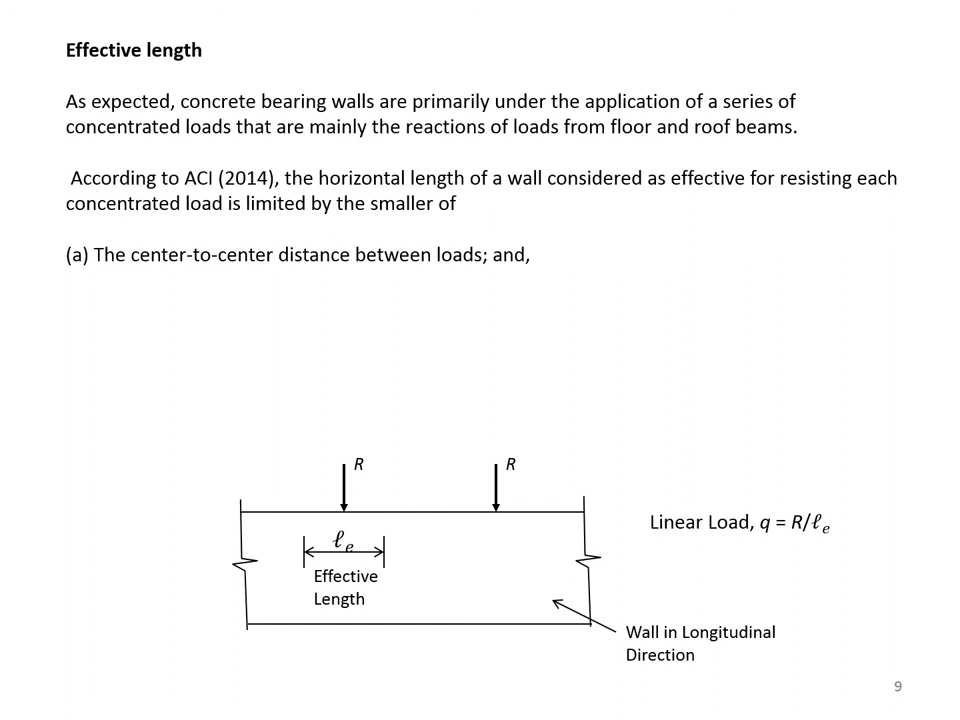 Effective length
As expected, concrete bearing walls are primarily under the application of a series of
concentrated loads that are mainly the reactions of loads from floor and roof beams.
According to ACI (2014), the horizontal length of a wall considered as effective for resisting each
concentrated load is limited by the smaller of
(a) The center-to-center distance between loads; and,
R
R
Linear Load, q = R/ℓₑ
ℓₑ
Effective
Length
Wall in Longitudinal
Direction
9